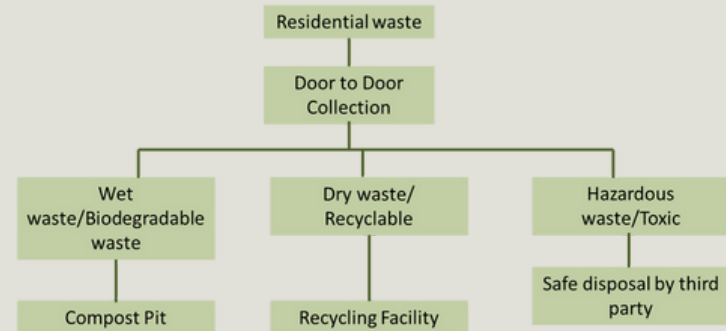 Residential waste
Door to Door
Collection
Wet
waste/Biodegradable
waste
Dry waste/
Recyclable
Hazardous
waste/Toxic
Compost Pit
Recycling Facility
Safe disposal by third
party